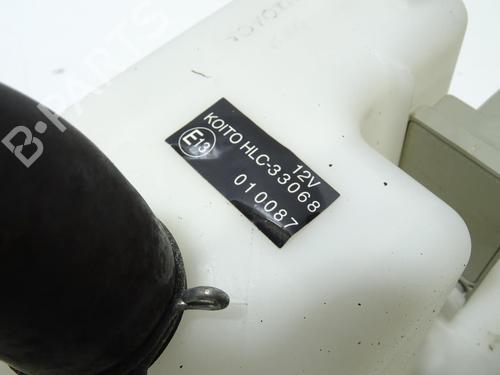 12V
KOITO HLC-33068
E13
010087
B-PARTS